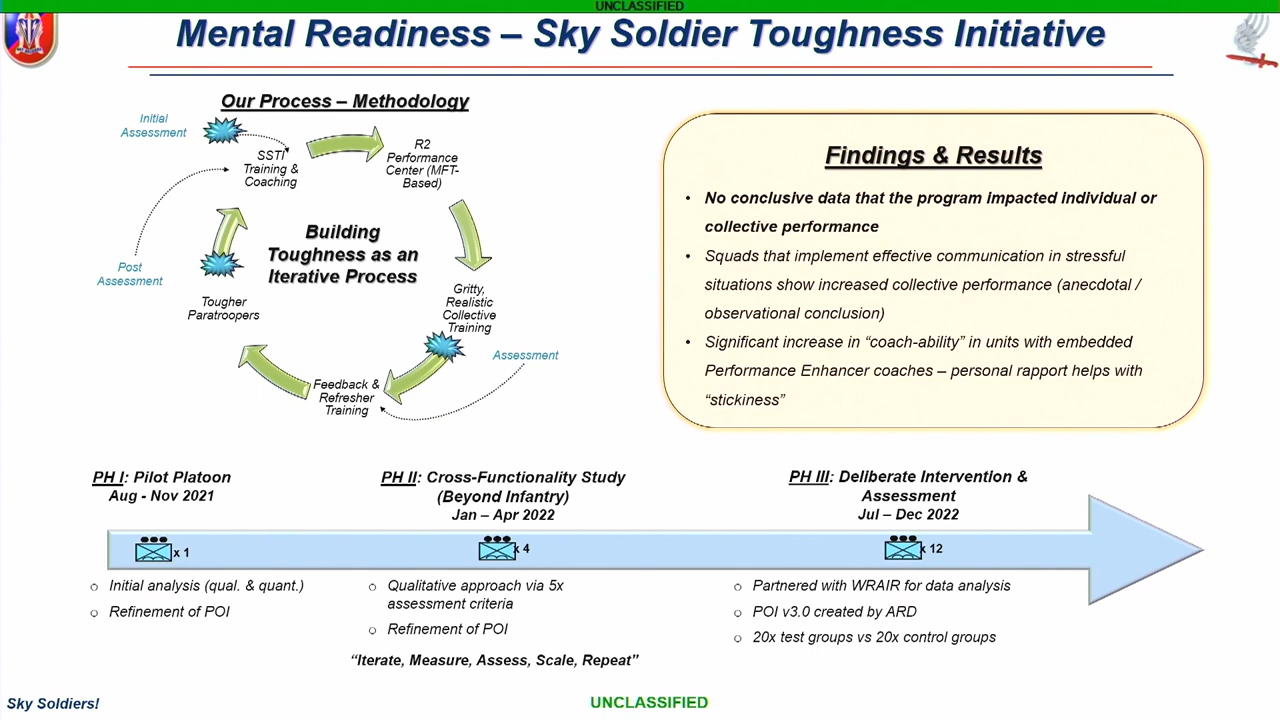 UNCLASSIFIED
Mental Readiness – Sky Soldier Toughness Initiative
Our Process – Methodology
Initial
Assessment
SSTI
Training &
Coaching
R2
Performance
Center (MFT-
Based)
Building
Toughness as an
Iterative Process
Post
Assessment
Tougher
Paratroopers
Gritty,
Realistic
Collective
Training
Assessment
Feedback &
Refresher
Training
Findings & Results
• No conclusive data that the program impacted individual or
collective performance
• Squads that implement effective communication in stressful
situations show increased collective performance (anecdotal /
observational conclusion)
• Significant increase in “coach-ability” in units with embedded
Performance Enhancer coaches – personal rapport helps with
“stickiness”
PH I: Pilot Platoon
Aug - Nov 2021
x 1
o Initial analysis (qual. & quant.)
o Refinement of POI
PH II: Cross-Functionality Study
(Beyond Infantry)
Jan – Apr 2022
x 4
o Qualitative approach via 5x
assessment criteria
o Refinement of POI
PH III: Deliberate Intervention &
Assessment
Jul – Dec 2022
x 12
o Partnered with WRAIR for data analysis
o POI v3.0 created by ARD
o 20x test groups vs 20x control groups
“Iterate, Measure, Assess, Scale, Repeat”
Sky Soldiers!
UNCLASSIFIED